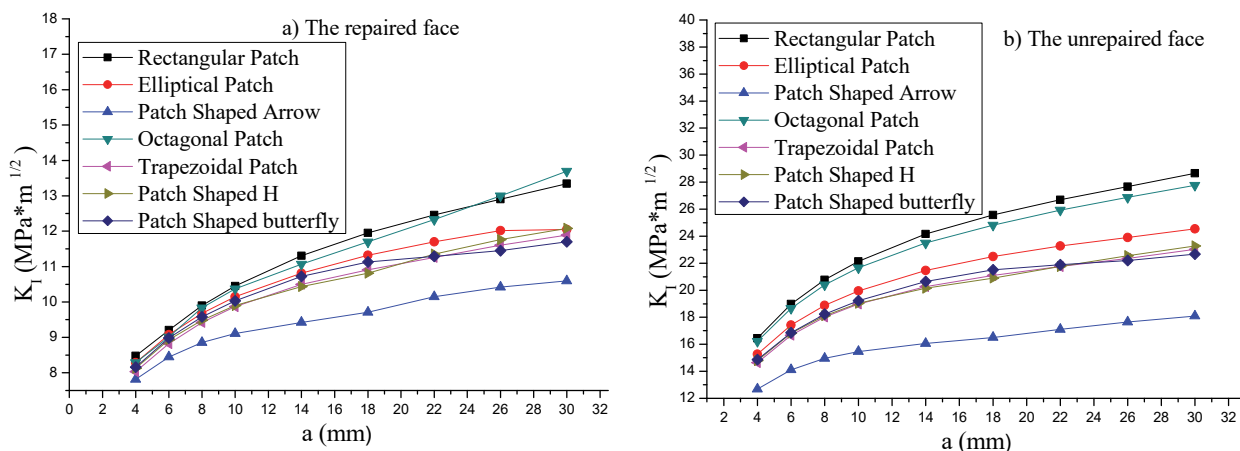 a) The repaired face
Rectangular Patch
Elliptical Patch
Patch Shaped Arrow
Octagonal Patch
Trapezoidal Patch
Patch Shaped H
Patch Shaped butterfly
18
17
16
15
14
13
12
11
10
9
8
K_I (MPa*m^1/2)
0 2 4 6 8 10 12 14 16 18 20 22 24 26 28 30 32
a (mm)
b) The unrepaired face
Rectangular Patch
Elliptical Patch
Patch Shaped Arrow
Octagonal Patch
Trapezoidal Patch
Patch Shaped H
Patch Shaped butterfly
40
38
36
34
32
30
28
26
24
22
20
18
16
14
12
K_I (MPa*m^1/2)
2 4 6 8 10 12 14 16 18 20 22 24 26 28 30 32
a (mm)